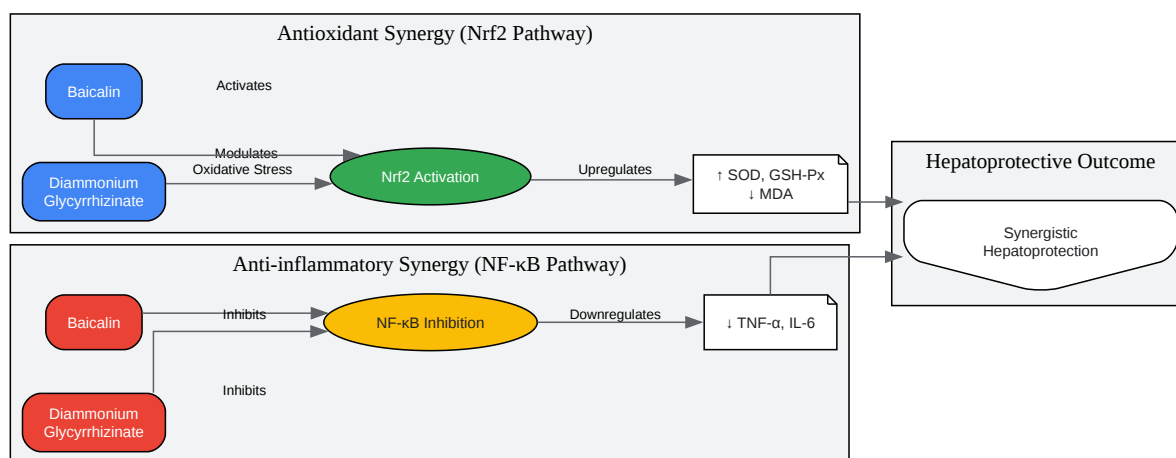 Antioxidant Synergy (Nrf2 Pathway)
Baicalin
Activates
Modulates
Oxidative Stress
Diammonium
Glycyrrhizinate
Nrf2 Activation
Upregulates
↑ SOD, GSH-Px
↓ MDA
Hepatoprotective Outcome
Synergistic
Hepatoprotection
Anti-inflammatory Synergy (NF-κB Pathway)
Baicalin
Inhibits
NF-κB Inhibition
Downregulates
↓ TNF-α, IL-6
Inhibits
Diammonium
Glycyrrhizinate